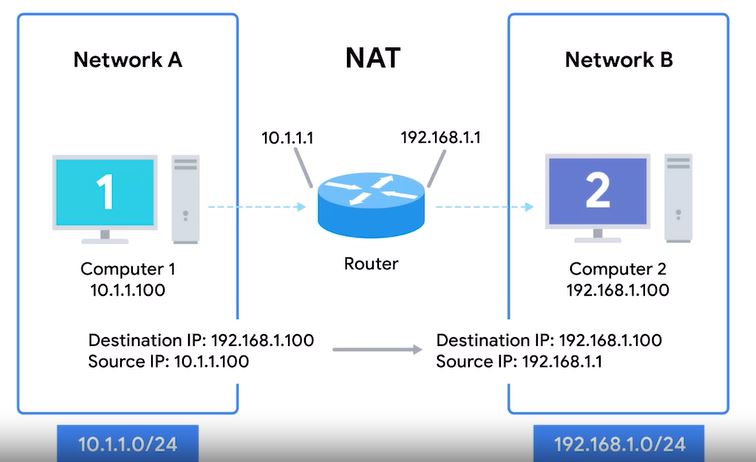 Network A
NAT
Network B
10.1.1.1
192.168.1.1
1
2
Router
Computer 1
10.1.1.100
Computer 2
192.168.1.100
Destination IP: 192.168.1.100
Source IP: 10.1.1.100
Destination IP: 192.168.1.100
Source IP: 192.168.1.1
10.1.1.0/24
192.168.1.0/24